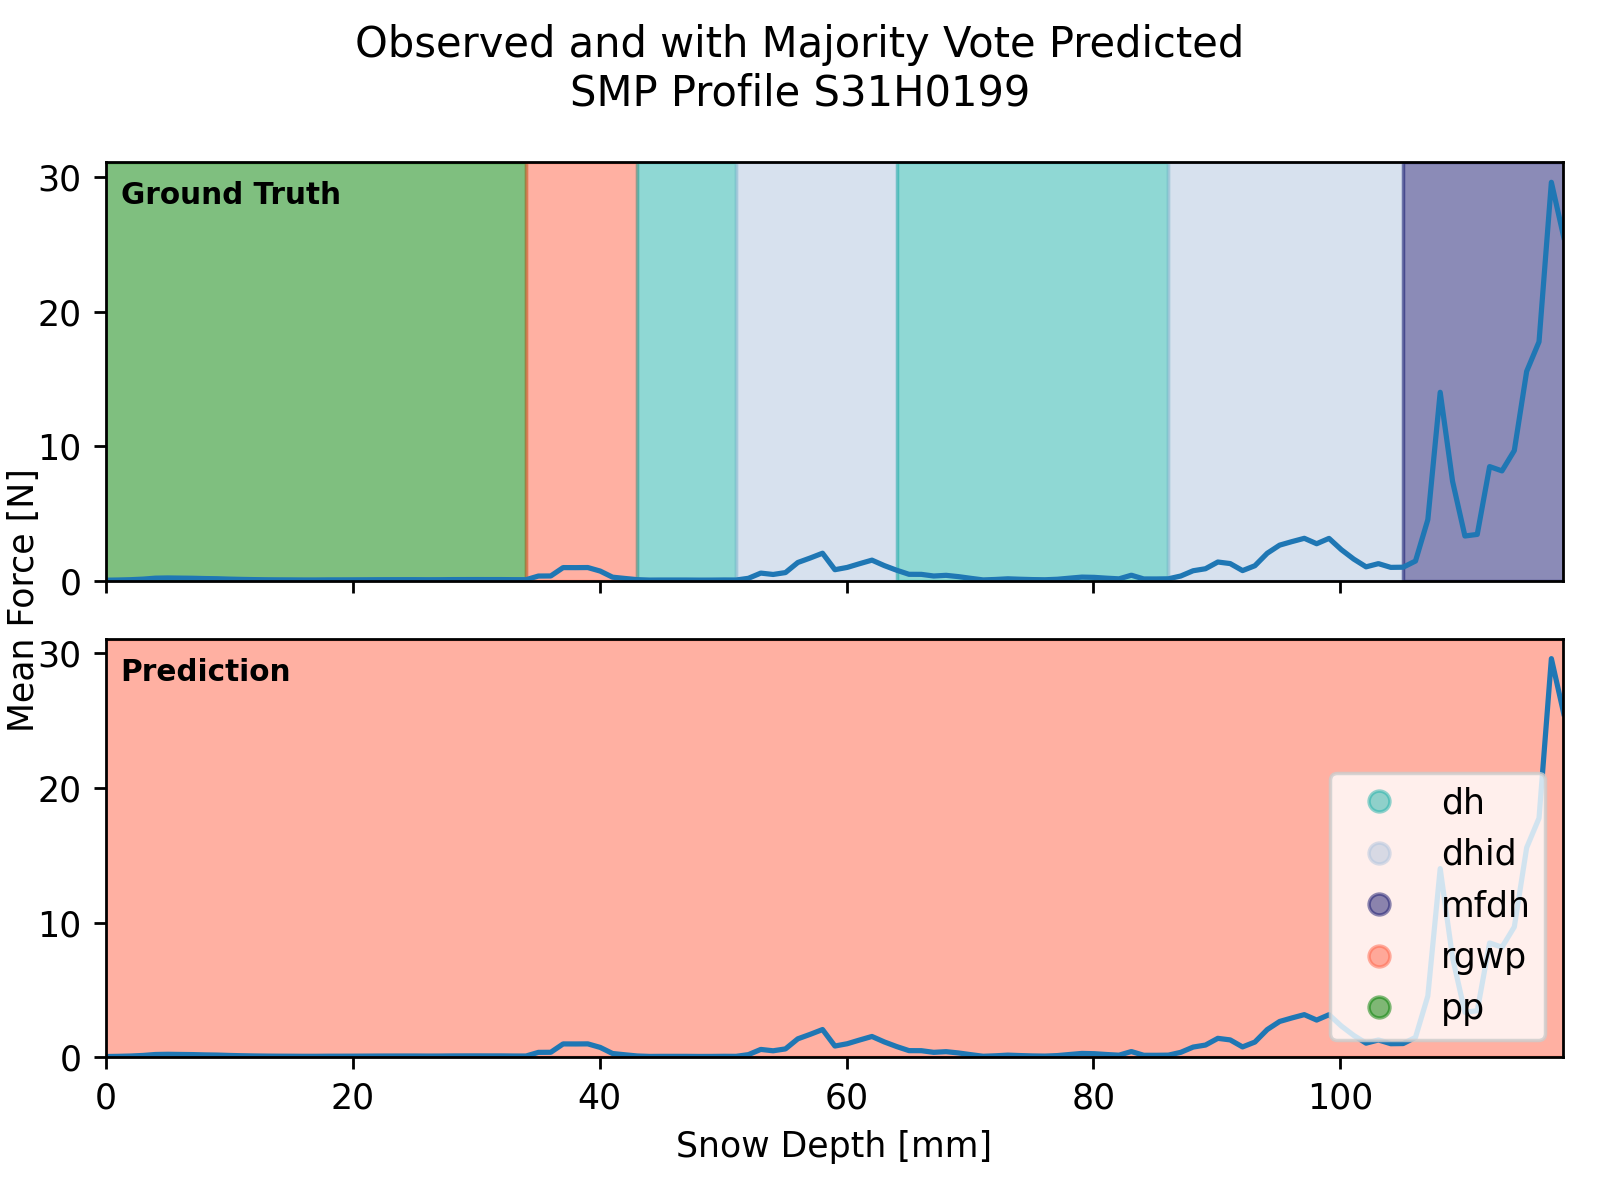 Observed and with Majority Vote Predicted
SMP Profile S31H0199
Mean Force [N]
30
20
10
0
Ground Truth
30
20
10
0
Prediction
dh
dhid
mfdh
rgwp
pp
0 20 40 60 80 100
Snow Depth [mm]